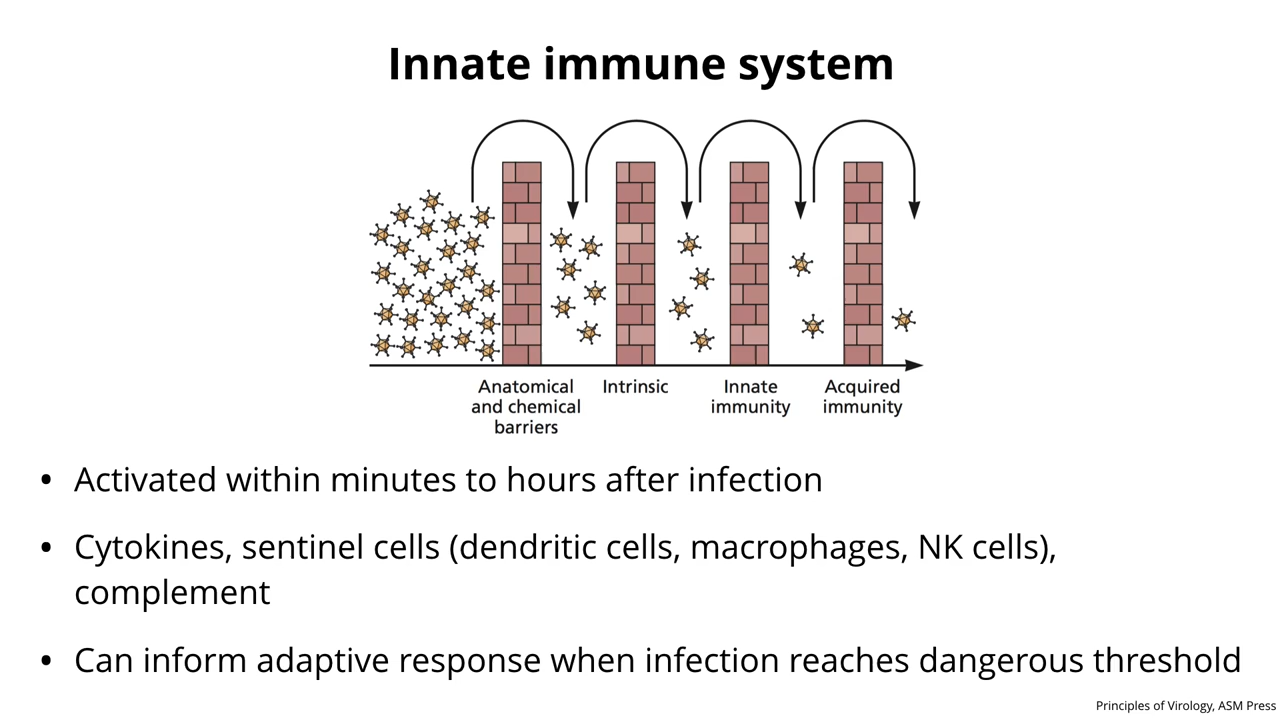 Innate immune system
Anatomical
and chemical
barriers
Intrinsic
Innate
immunity
Acquired
immunity
• Activated within minutes to hours after infection
• Cytokines, sentinel cells (dendritic cells, macrophages, NK cells),
complement
• Can inform adaptive response when infection reaches dangerous threshold
Principles of Virology, ASM Press